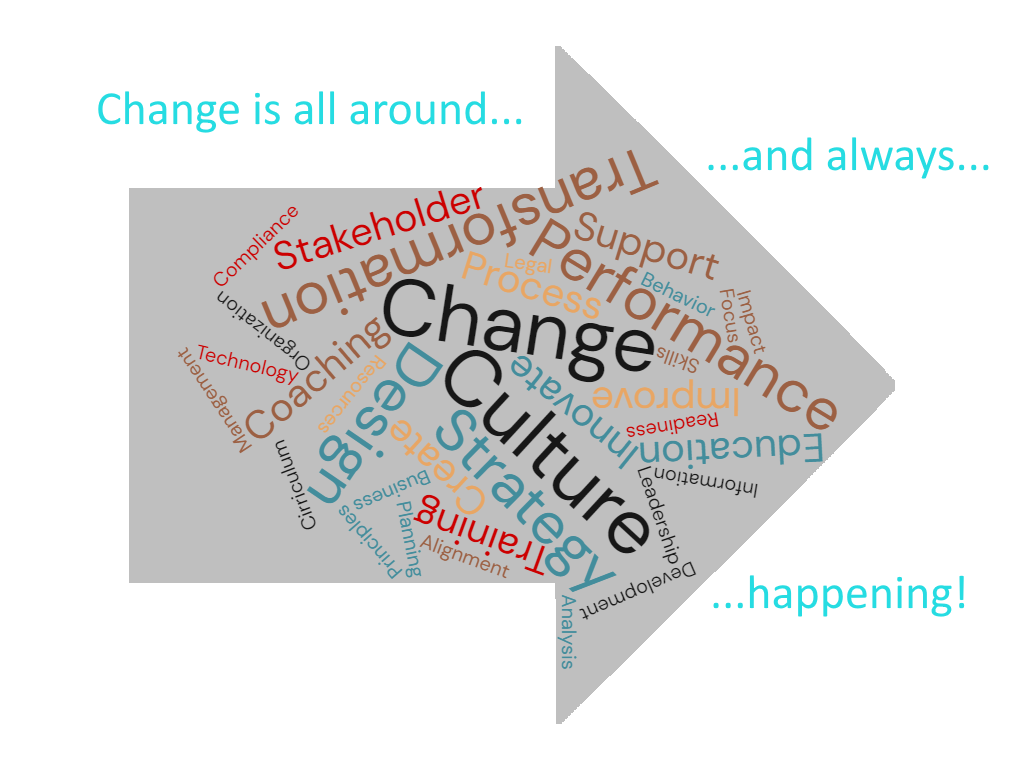 Change is all around...
...and always...
Transformation
Stakeholder
Compliance
Support
Performance
Legal
Process
Behavior
Impact
Focus
Organization
Change
Skills
Technology
Coaching
Management
Resources
Design
Culture
Innovate
Improve
Readiness
Education
Create
Strategy
Cirriculum
Business
Information
Leadership
Training
Planning
Principles
Alignment
Development
Analysis
...happening!